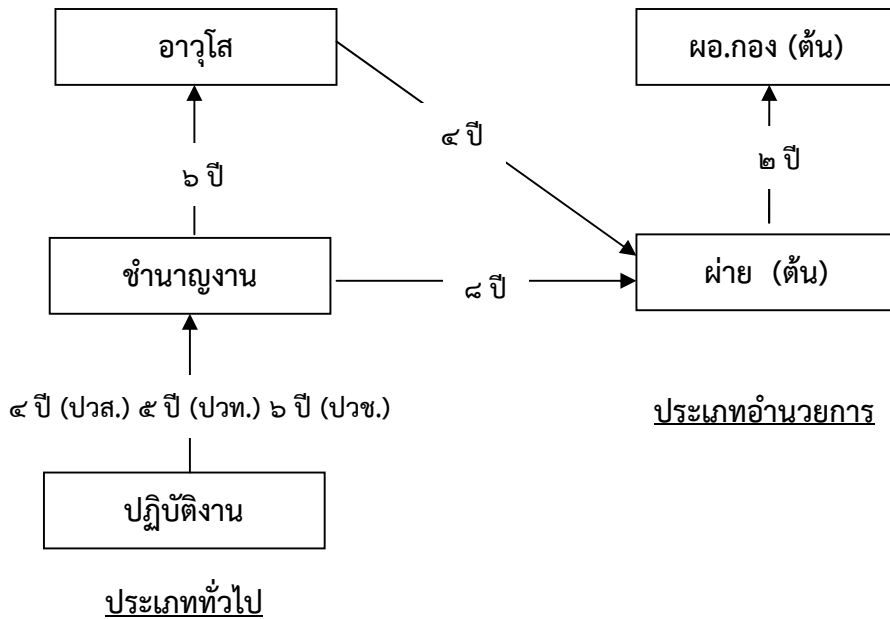 อาวุโส
ผอ.กอง (ต้น)
๔ ปี
๖ ปี
๒ ปี
ชำนาญงาน
๘ ปี
ฝ่าย (ต้น)
๔ ปี (ปวส.) ๕ ปี (ปวท.) ๖ ปี (ปวช.)
ประเภทอำนวยการ
ปฏิบัติงาน
ประเภททั่วไป